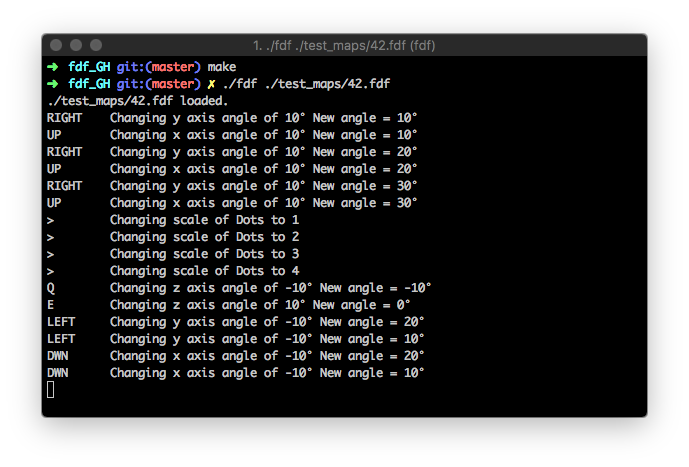 1. ./fdf ./test_maps/42.fdf (fdf)
➜ fdf_GH git:(master) make
➜ fdf_GH git:(master) ✗ ./fdf ./test_maps/42.fdf
./test_maps/42.fdf loaded.
RIGHT Changing y axis angle of 10° New angle = 10°
UP Changing x axis angle of 10° New angle = 10°
RIGHT Changing y axis angle of 10° New angle = 20°
UP Changing x axis angle of 10° New angle = 20°
RIGHT Changing y axis angle of 10° New angle = 30°
UP Changing x axis angle of 10° New angle = 30°
> Changing scale of Dots to 1
> Changing scale of Dots to 2
> Changing scale of Dots to 3
> Changing scale of Dots to 4
Q Changing z axis angle of -10° New angle = -10°
E Changing z axis angle of 10° New angle = 0°
LEFT Changing y axis angle of -10° New angle = 20°
LEFT Changing y axis angle of -10° New angle = 10°
DWN Changing x axis angle of -10° New angle = 20°
DWN Changing x axis angle of -10° New angle = 10°